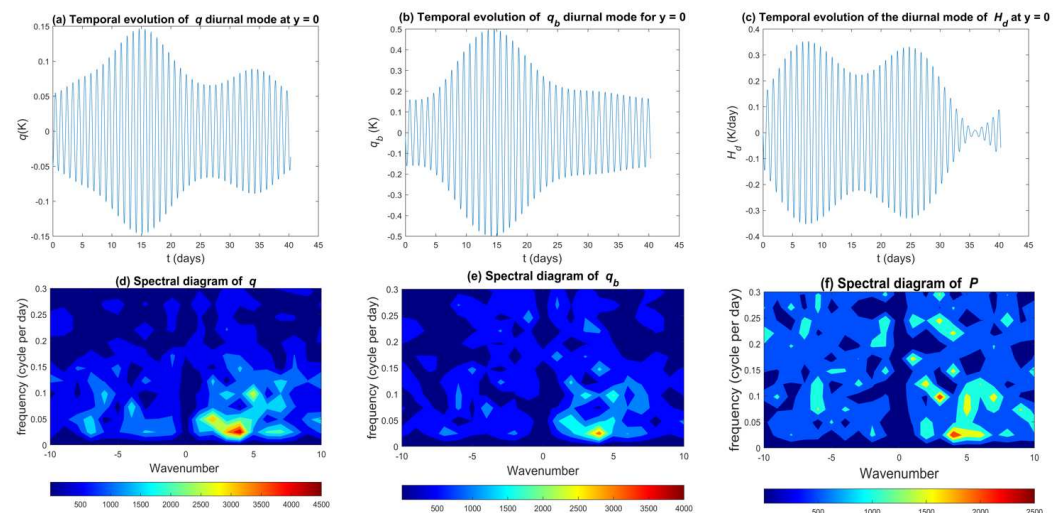 (a) Temporal evolution of q diurnal mode at y = 0
0.15
0.1
0.05
0
-0.05
-0.1
-0.15
q(K)
0 5 10 15 20 25 30 35 40 45
t (days)
(b) Temporal evolution of q_b diurnal mode for y = 0
0.5
0.4
0.3
0.2
0.1
0
-0.1
-0.2
-0.3
-0.4
-0.5
q_b (K)
0 5 10 15 20 25 30 35 40 45
t (days)
(c) Temporal evolution of the diurnal mode of H_d at y = 0
0.4
0.3
0.2
0.1
0
-0.1
-0.2
-0.3
-0.4
H_d (K/day)
0 5 10 15 20 25 30 35 40 45
t (days)
(d) Spectral diagram of q
0.3
0.25
0.2
0.15
0.1
0.05
0
frequency (cycle per day)
-10 -5 0 5 10
Wavenumber
500 1000 1500 2000 2500 3000 3500 4000 4500
(e) Spectral diagram of q_b
0.3
0.25
0.2
0.15
0.1
0.05
0
frequency (cycle per day)
-10 -5 0 5 10
Wavenumber
500 1000 1500 2000 2500 3000 3500 4000
(f) Spectral diagram of P
0.3
0.25
0.2
0.15
0.1
0.05
0
frequency (cycle per day)
-10 -5 0 5 10
Wavenumber
500 1000 1500 2000 2500